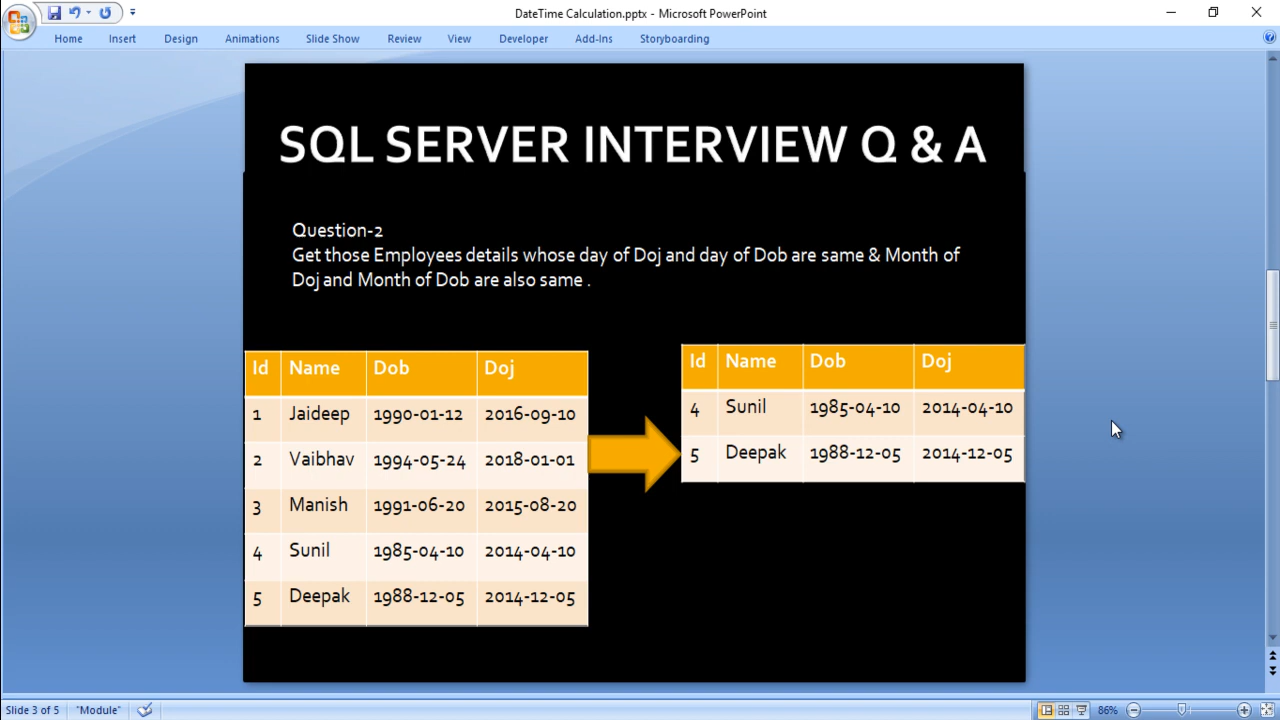 DateTime Calculation.pptx - Microsoft PowerPoint
Home Insert Design Animations Slide Show Review View Developer Add-Ins Storyboarding
SQL SERVER INTERVIEW Q & A
Question-2
Get those Employees details whose day of Doj and day of Dob are same & Month of
Doj and Month of Dob are also same .
Id Name Dob Doj
1 Jaideep 1990-01-12 2016-09-10
2 Vaibhav 1994-05-24 2018-01-01
3 Manish 1991-06-20 2015-08-20
4 Sunil 1985-04-10 2014-04-10
5 Deepak 1988-12-05 2014-12-05
Id Name Dob Doj
4 Sunil 1985-04-10 2014-04-10
5 Deepak 1988-12-05 2014-12-05
Slide 3 of 5 "Module" 86%